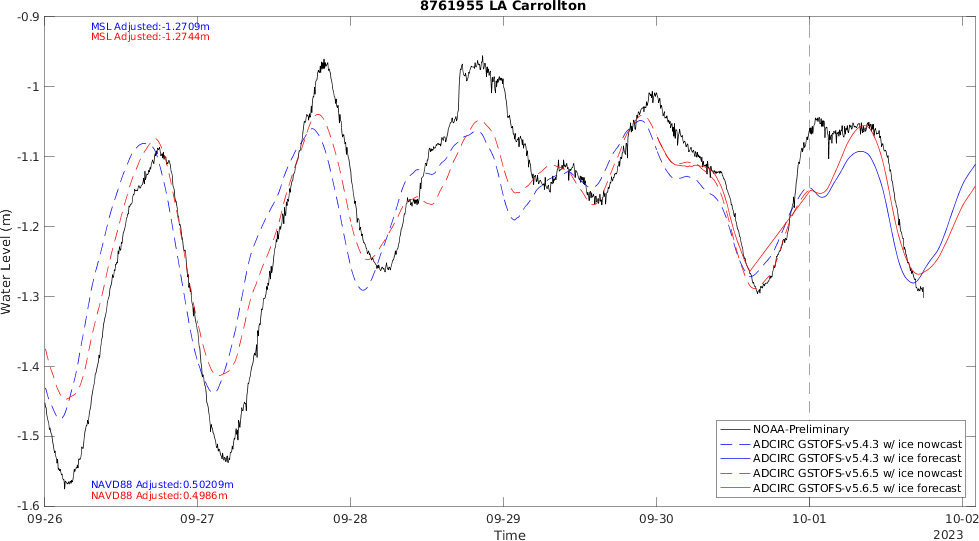 8761955 LA Carrollton
-0.9
MSL Adjusted:-1.2709m
MSL Adjusted:-1.2744m
-1
-1.1
-1.2
Water Level (m)
-1.3
-1.4
-1.5
-1.6
NOAA-Preliminary
ADCIRC GSTOFS-v5.4.3 w/ ice nowcast
ADCIRC GSTOFS-v5.4.3 w/ ice forecast
ADCIRC GSTOFS-v5.6.5 w/ ice nowcast
ADCIRC GSTOFS-v5.6.5 w/ ice forecast
NAVD88 Adjusted:0.50209m
NAVD88 Adjusted:0.4986m
09-26 09-27 09-28 09-29 09-30 10-01 10-02
Time
2023